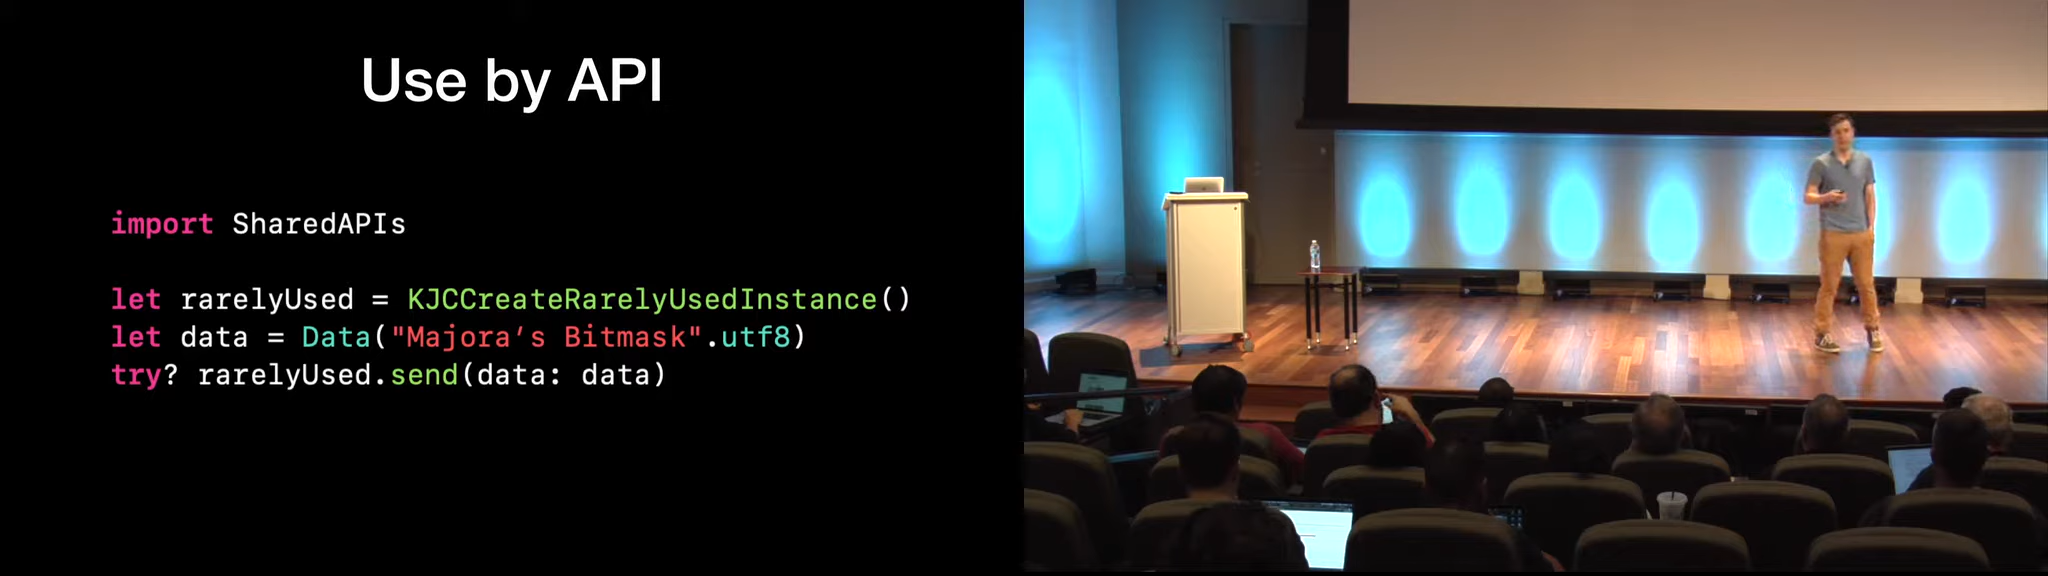 Use by API
import SharedAPIs
let rarelyUsed = KJCCreateRarelyUsedInstance()
let data = Data("Majora’s Bitmask".utf8)
try? rarelyUsed.send(data: data)